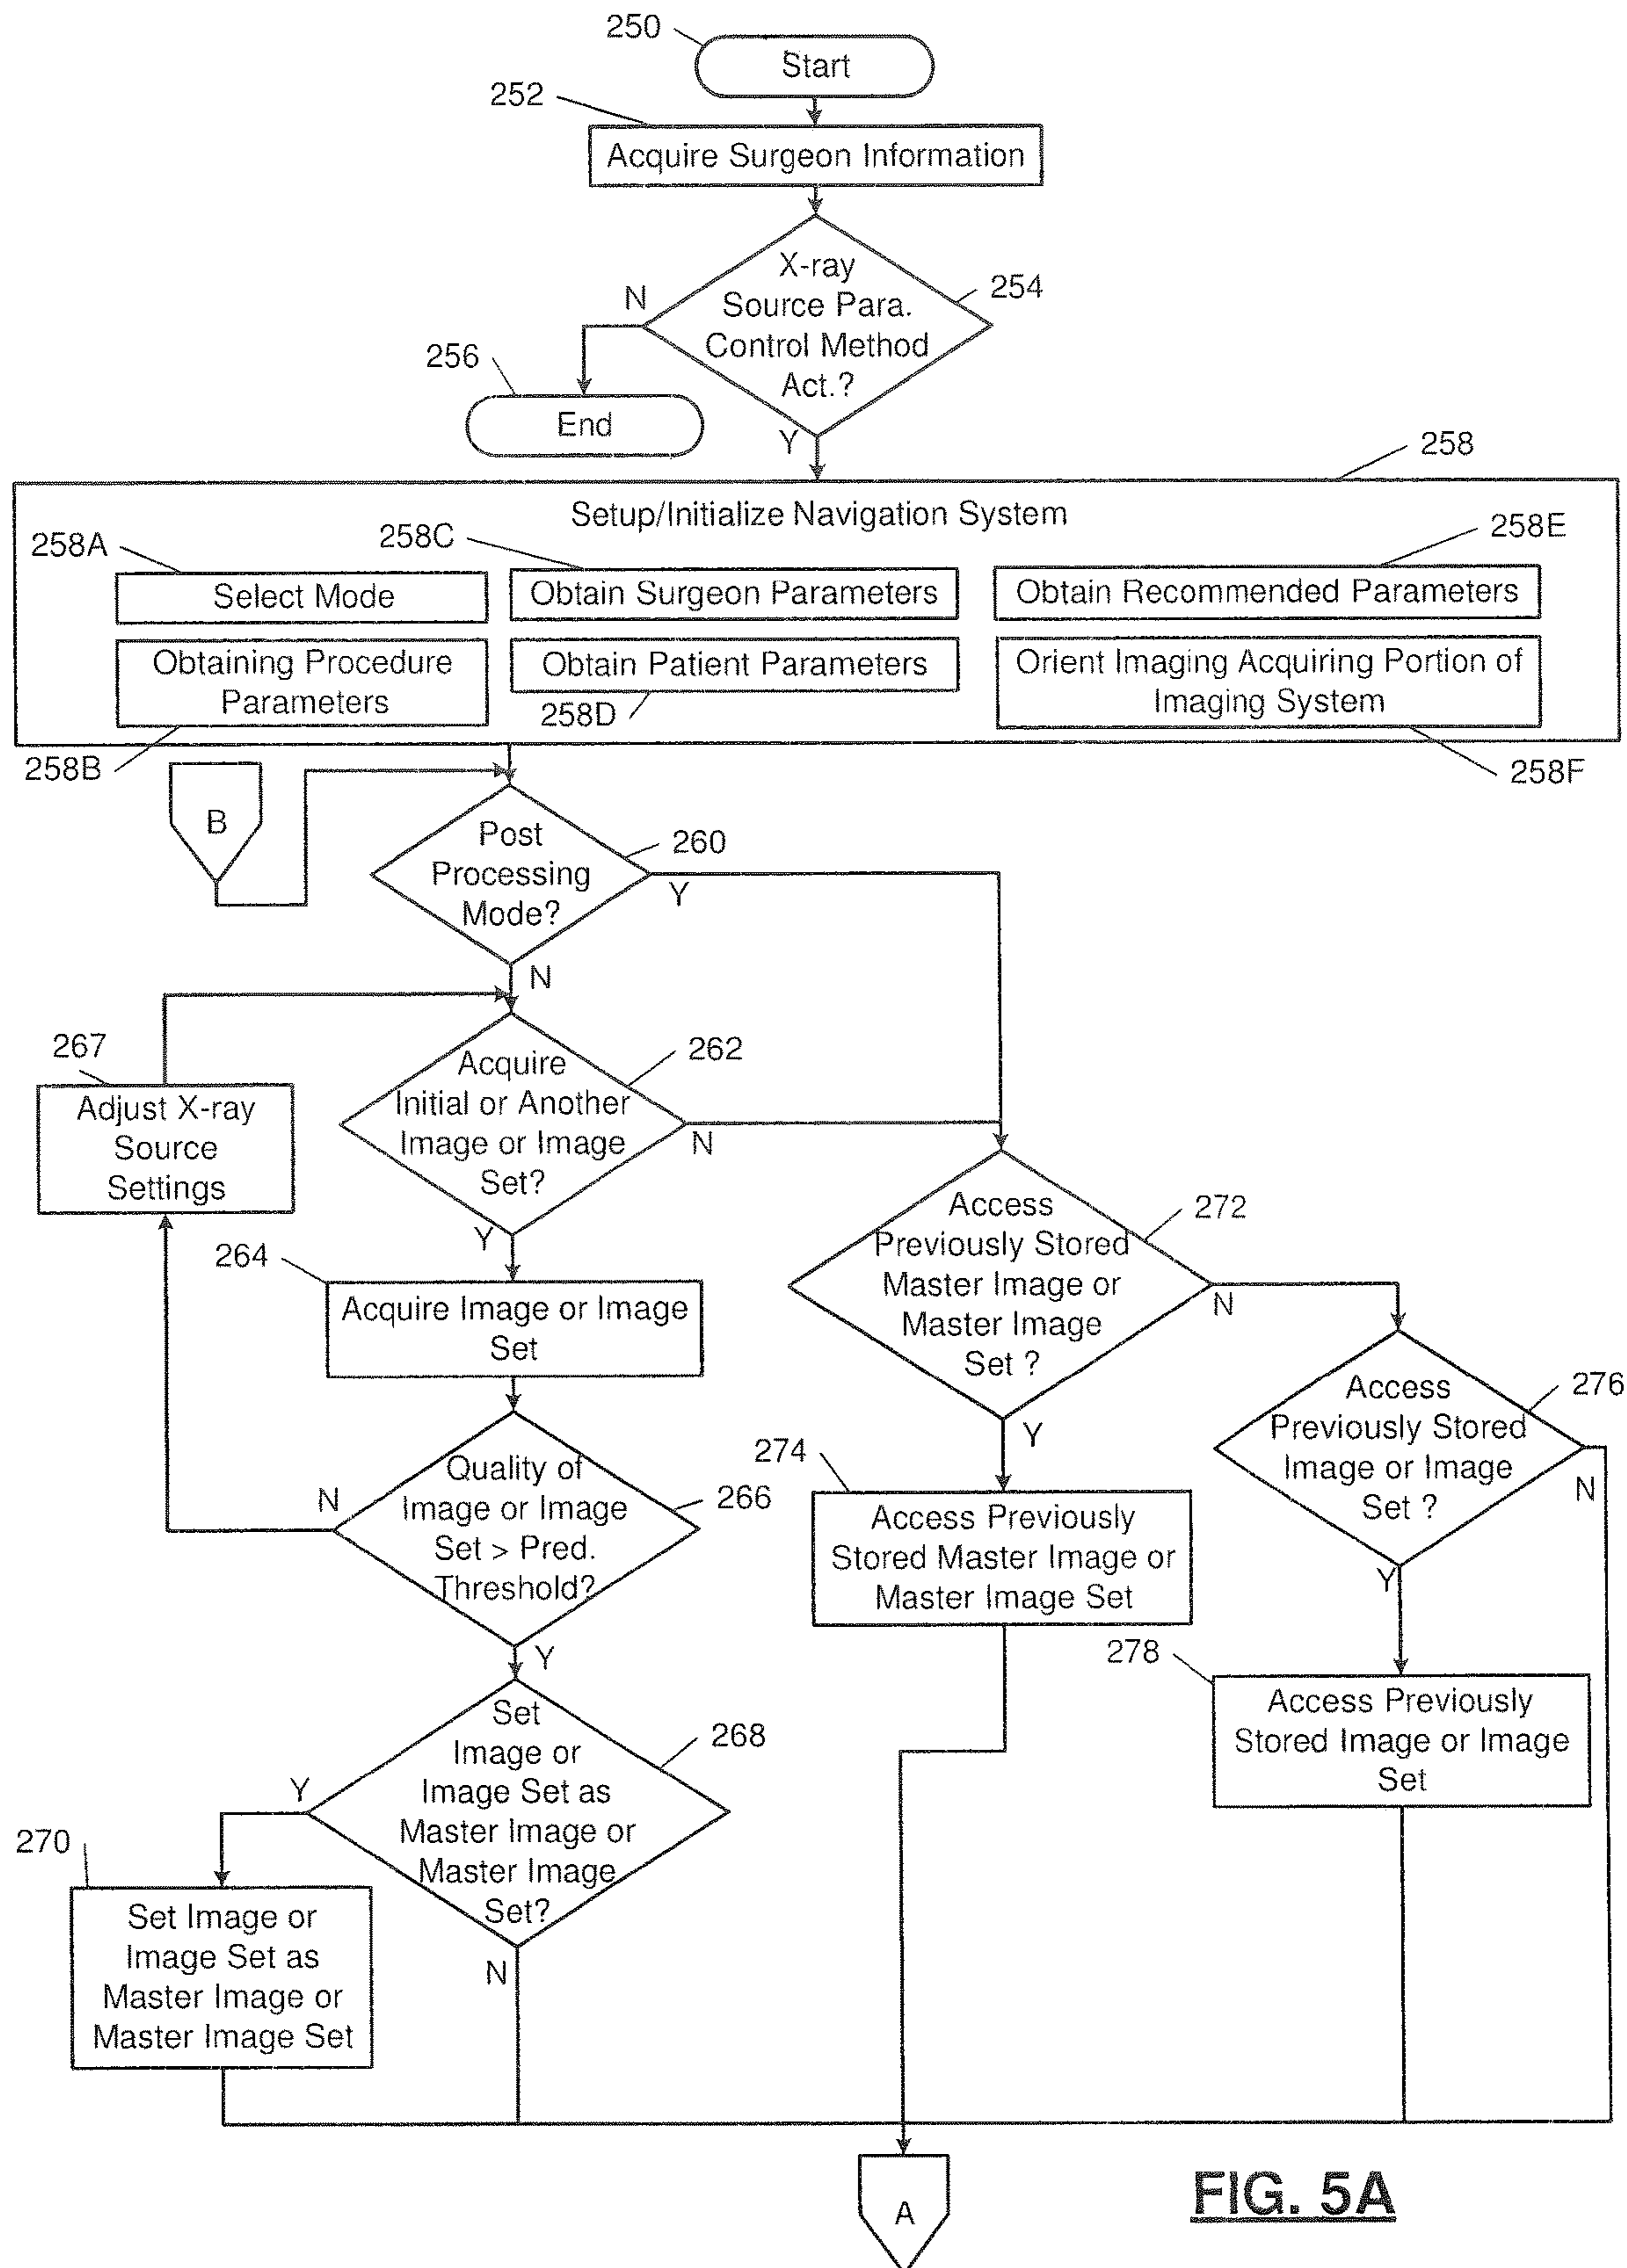 250
Start
252
Acquire Surgeon Information
X-ray
Source Para.
Control Method
Act.?
254
N
256
End
Y
258
Setup/Initialize Navigation System
258A
258C
258E
Select Mode
Obtain Surgeon Parameters
Obtain Recommended Parameters
Obtaining Procedure
Parameters
Obtain Patient Parameters
Orient Imaging Acquiring Portion of
Imaging System
258D
258B
258F
B
Post
Processing
Mode?
260
Y
N
267
Adjust X-ray
Source
Settings
Acquire
Initial or Another
Image or Image
Set?
262
N
Y
264
Acquire Image or Image
Set
Access
Previously Stored
Master Image or
Master Image
Set ?
272
N
Y
Quality of
Image or Image
Set > Pred.
Threshold?
266
N
Y
274
Access Previously
Stored Master Image or
Master Image Set
Access
Previously Stored
Image or Image
Set ?
276
N
Y
278
Access Previously
Stored Image or Image
Set
Set
Image or
Image Set as
Master Image or
Master Image
Set?
268
Y
N
270
Set Image or
Image Set as
Master Image or
Master Image Set
A
FIG. 5A